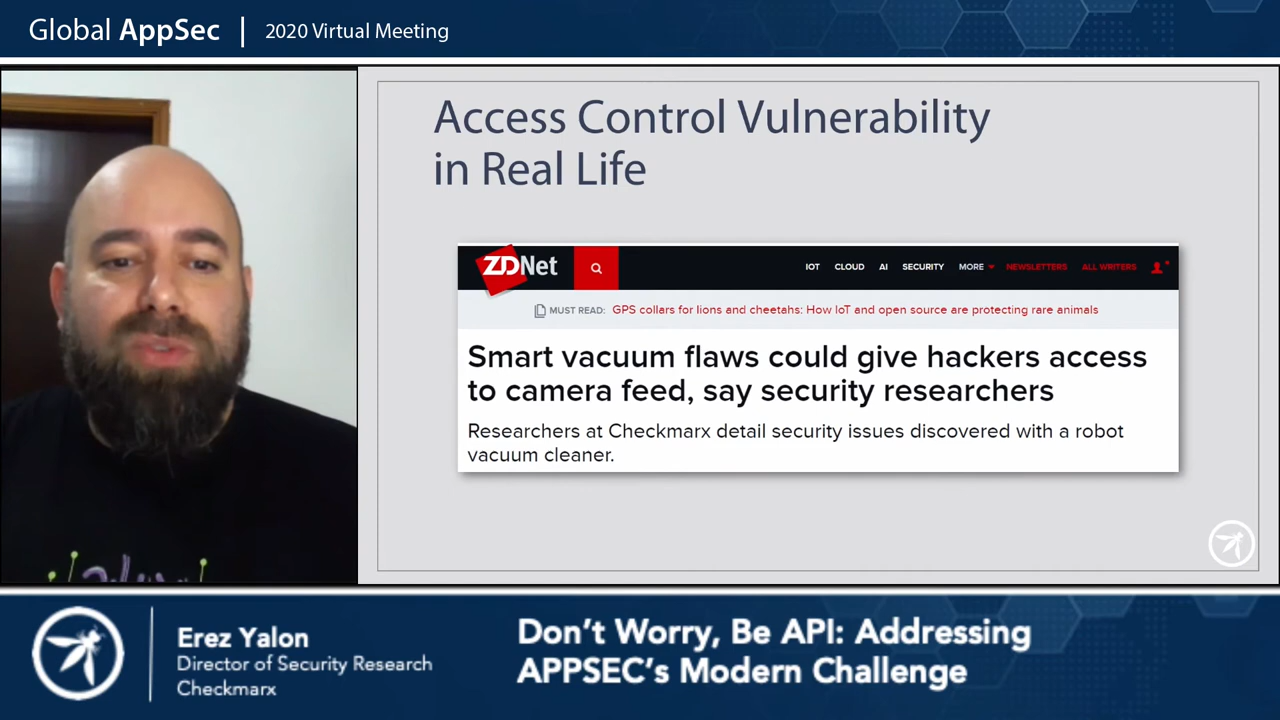 Global AppSec | 2020 Virtual Meeting
Access Control Vulnerability
in Real Life
ZDNet
IOT CLOUD AI SECURITY MORE NEWSLETTERS ALL WRITERS
MUST READ: GPS collars for lions and cheetahs: How IoT and open source are protecting rare animals
Smart vacuum flaws could give hackers access
to camera feed, say security researchers
Researchers at Checkmarx detail security issues discovered with a robot
vacuum cleaner.
Erez Yalon
Director of Security Research
Checkmarx
Don't Worry, Be API: Addressing
APPSEC's Modern Challenge